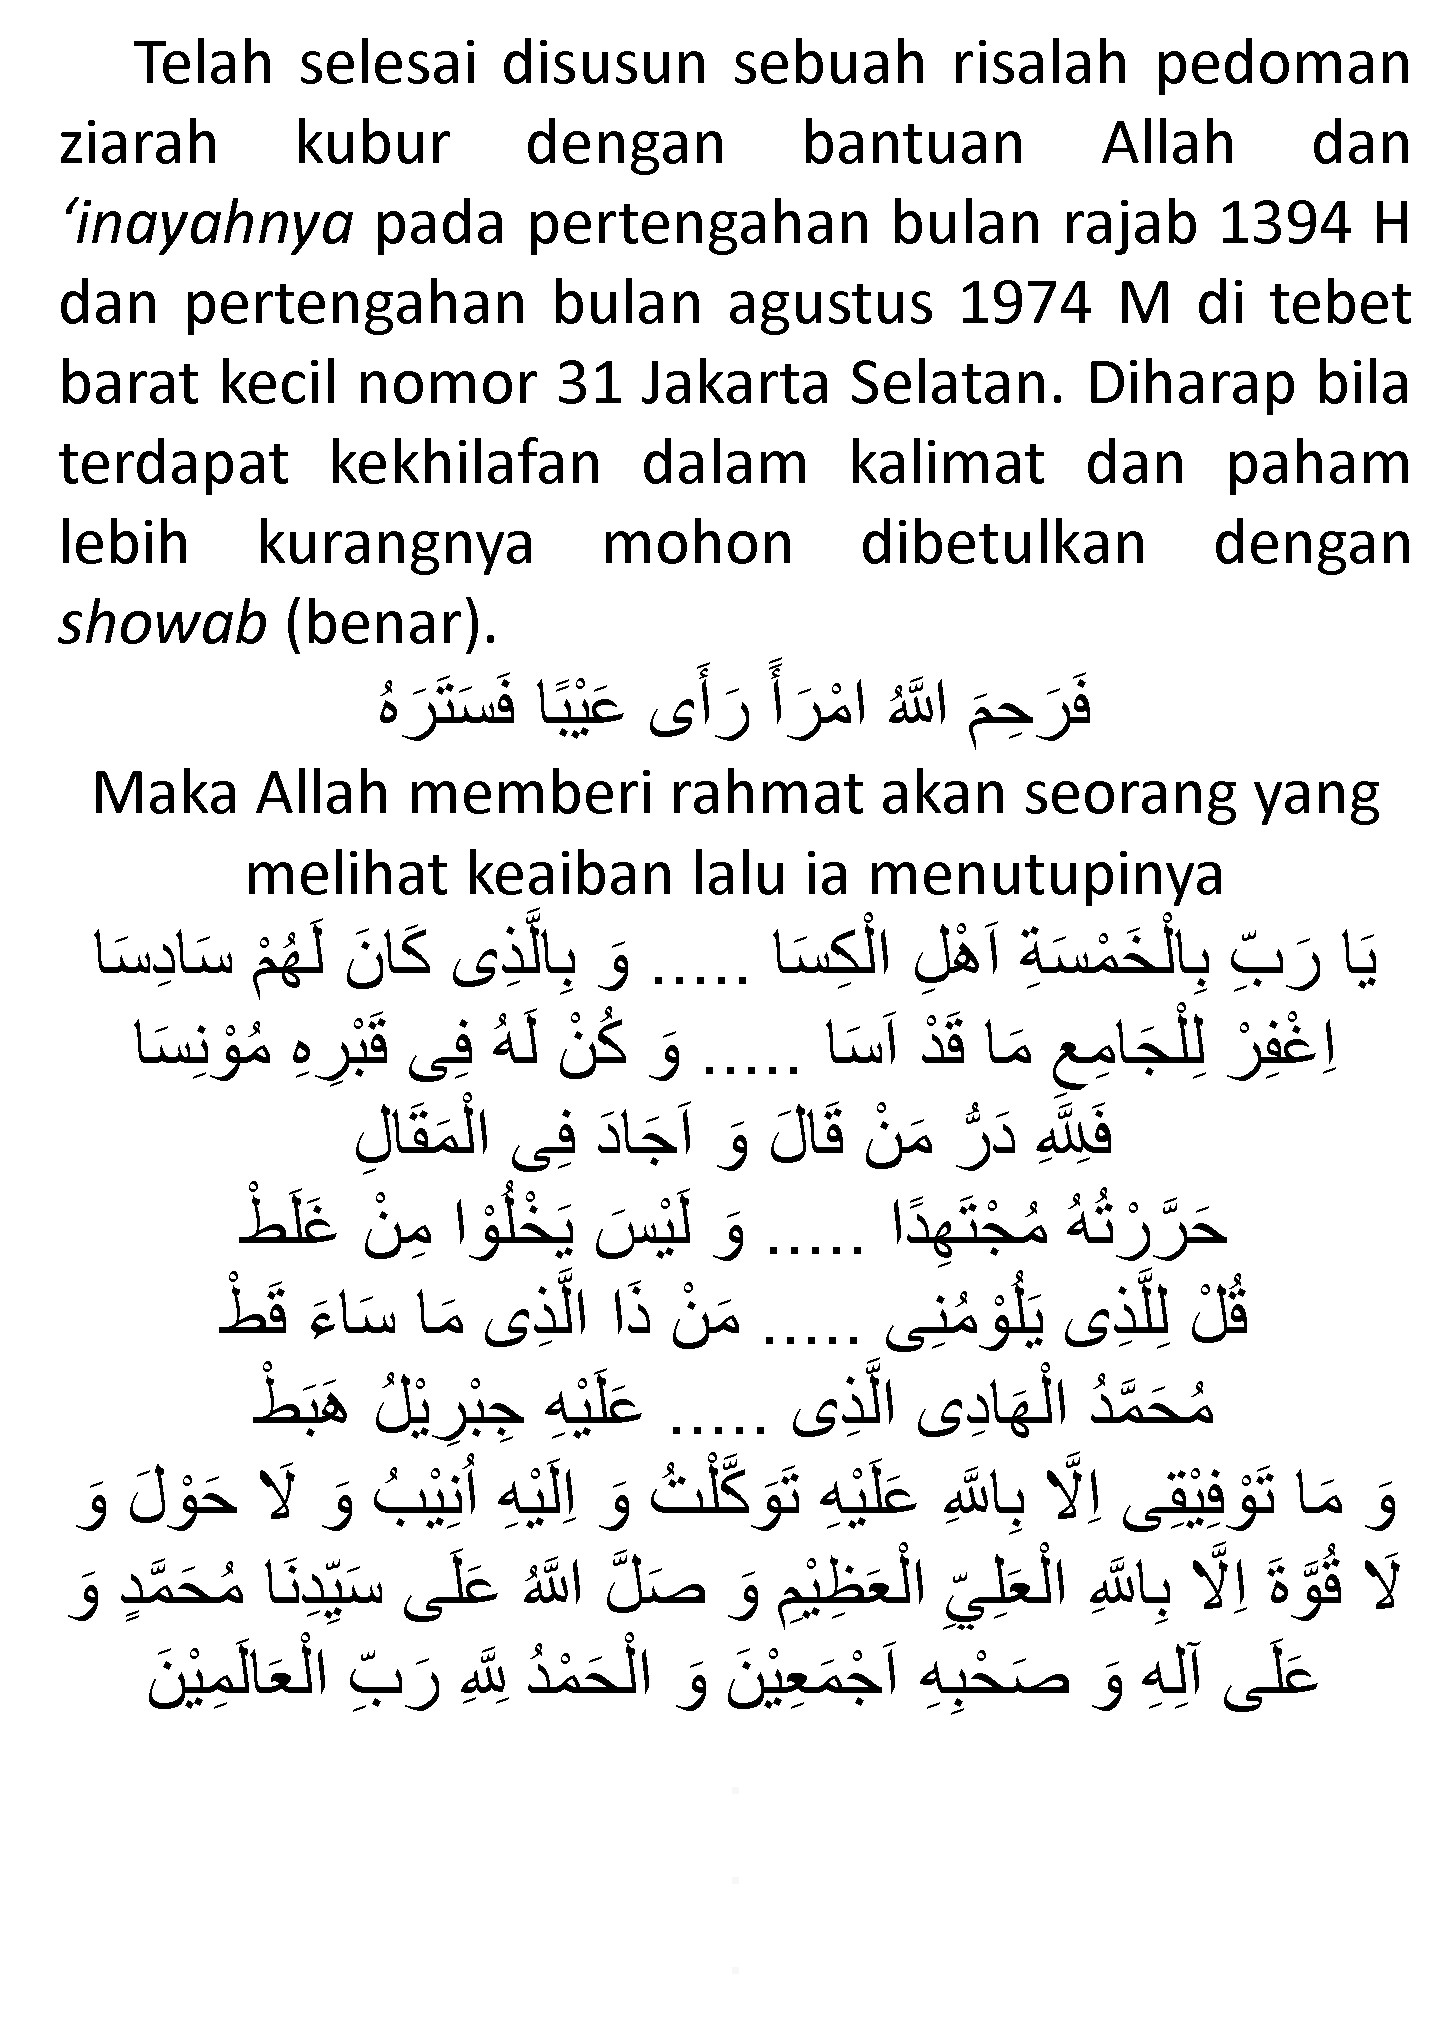 Telah selesai disusun sebuah risalah pedoman
ziarah kubur dengan bantuan Allah dan
‘inayahnya pada pertengahan bulan rajab 1394 H
dan pertengahan bulan agustus 1974 M di tebet
barat kecil nomor 31 Jakarta Selatan. Diharap bila
terdapat kekhilafan dalam kalimat dan paham
lebih kurangnya mohon dibetulkan dengan
showab (benar).
فَرَحِمَ اللَّهُ امْرَأً رَأَى عَيْبًا فَسَتَرَهُ
Maka Allah memberi rahmat akan seorang yang
melihat keaiban lalu ia menutupinya
يَا رَبِّ بِالْخَمْسَةِ اَهْلِ الْكِسَا ..... وَ بِالَّذِى كَانَ لَهُمْ سَادِسَا
اِغْفِرْ لِلْجَامِعِ مَا قَدْ اَسَا ..... وَ كُنْ لَهُ فِى قَبْرِهِ مُؤْنِسَا
فَلِلَّهِ دَرُّ مَنْ قَالَ وَ اَجَادَ فِى الْمَقَالِ
حَرَّرْتُهُ مُجْتَهِدًا ..... وَ لَيْسَ يَخْلُوْا مِنْ غَلَطْ
قُلْ لِلَّذِى يَلُوْمُنِى ..... مَنْ ذَا الَّذِى مَا سَاءَ قَطْ
مُحَمَّدُ الْهَادِى الَّذِى ..... عَلَيْهِ جِبْرِيْلُ هَبَطْ
وَ مَا تَوْفِيْقِى اِلَّا بِاللَّهِ عَلَيْهِ تَوَكَّلْتُ وَ اِلَيْهِ اُنِيْبُ وَ لَا حَوْلَ وَ
لَا قُوَّةَ اِلَّا بِاللَّهِ الْعَلِيِّ الْعَظِيْمِ وَ صَلَّ اللَّهُ عَلَى سَيِّدِنَا مُحَمَّدٍ وَ
عَلَى آلِهِ وَ صَحْبِهِ اَجْمَعِيْنَ وَ الْحَمْدُ لِلَّهِ رَبِّ الْعَالَمِيْنَ